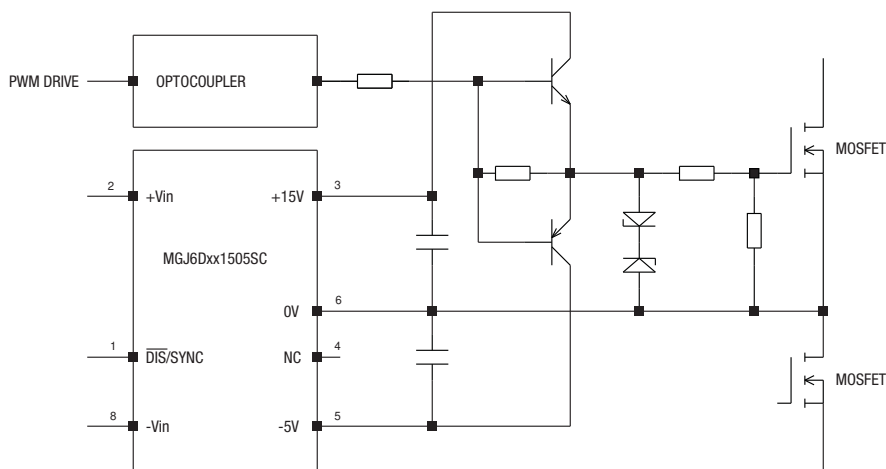 PWM DRIVE
OPTOCOUPLER
MOSFET
2
+Vin
+15V
3
MGJ6Dxx1505SC
0V
6
1
DIS/SYNC
NC
4
MOSFET
8
-Vin
-5V
5